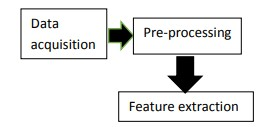 Data
acquisition
Pre-processing
Feature extraction